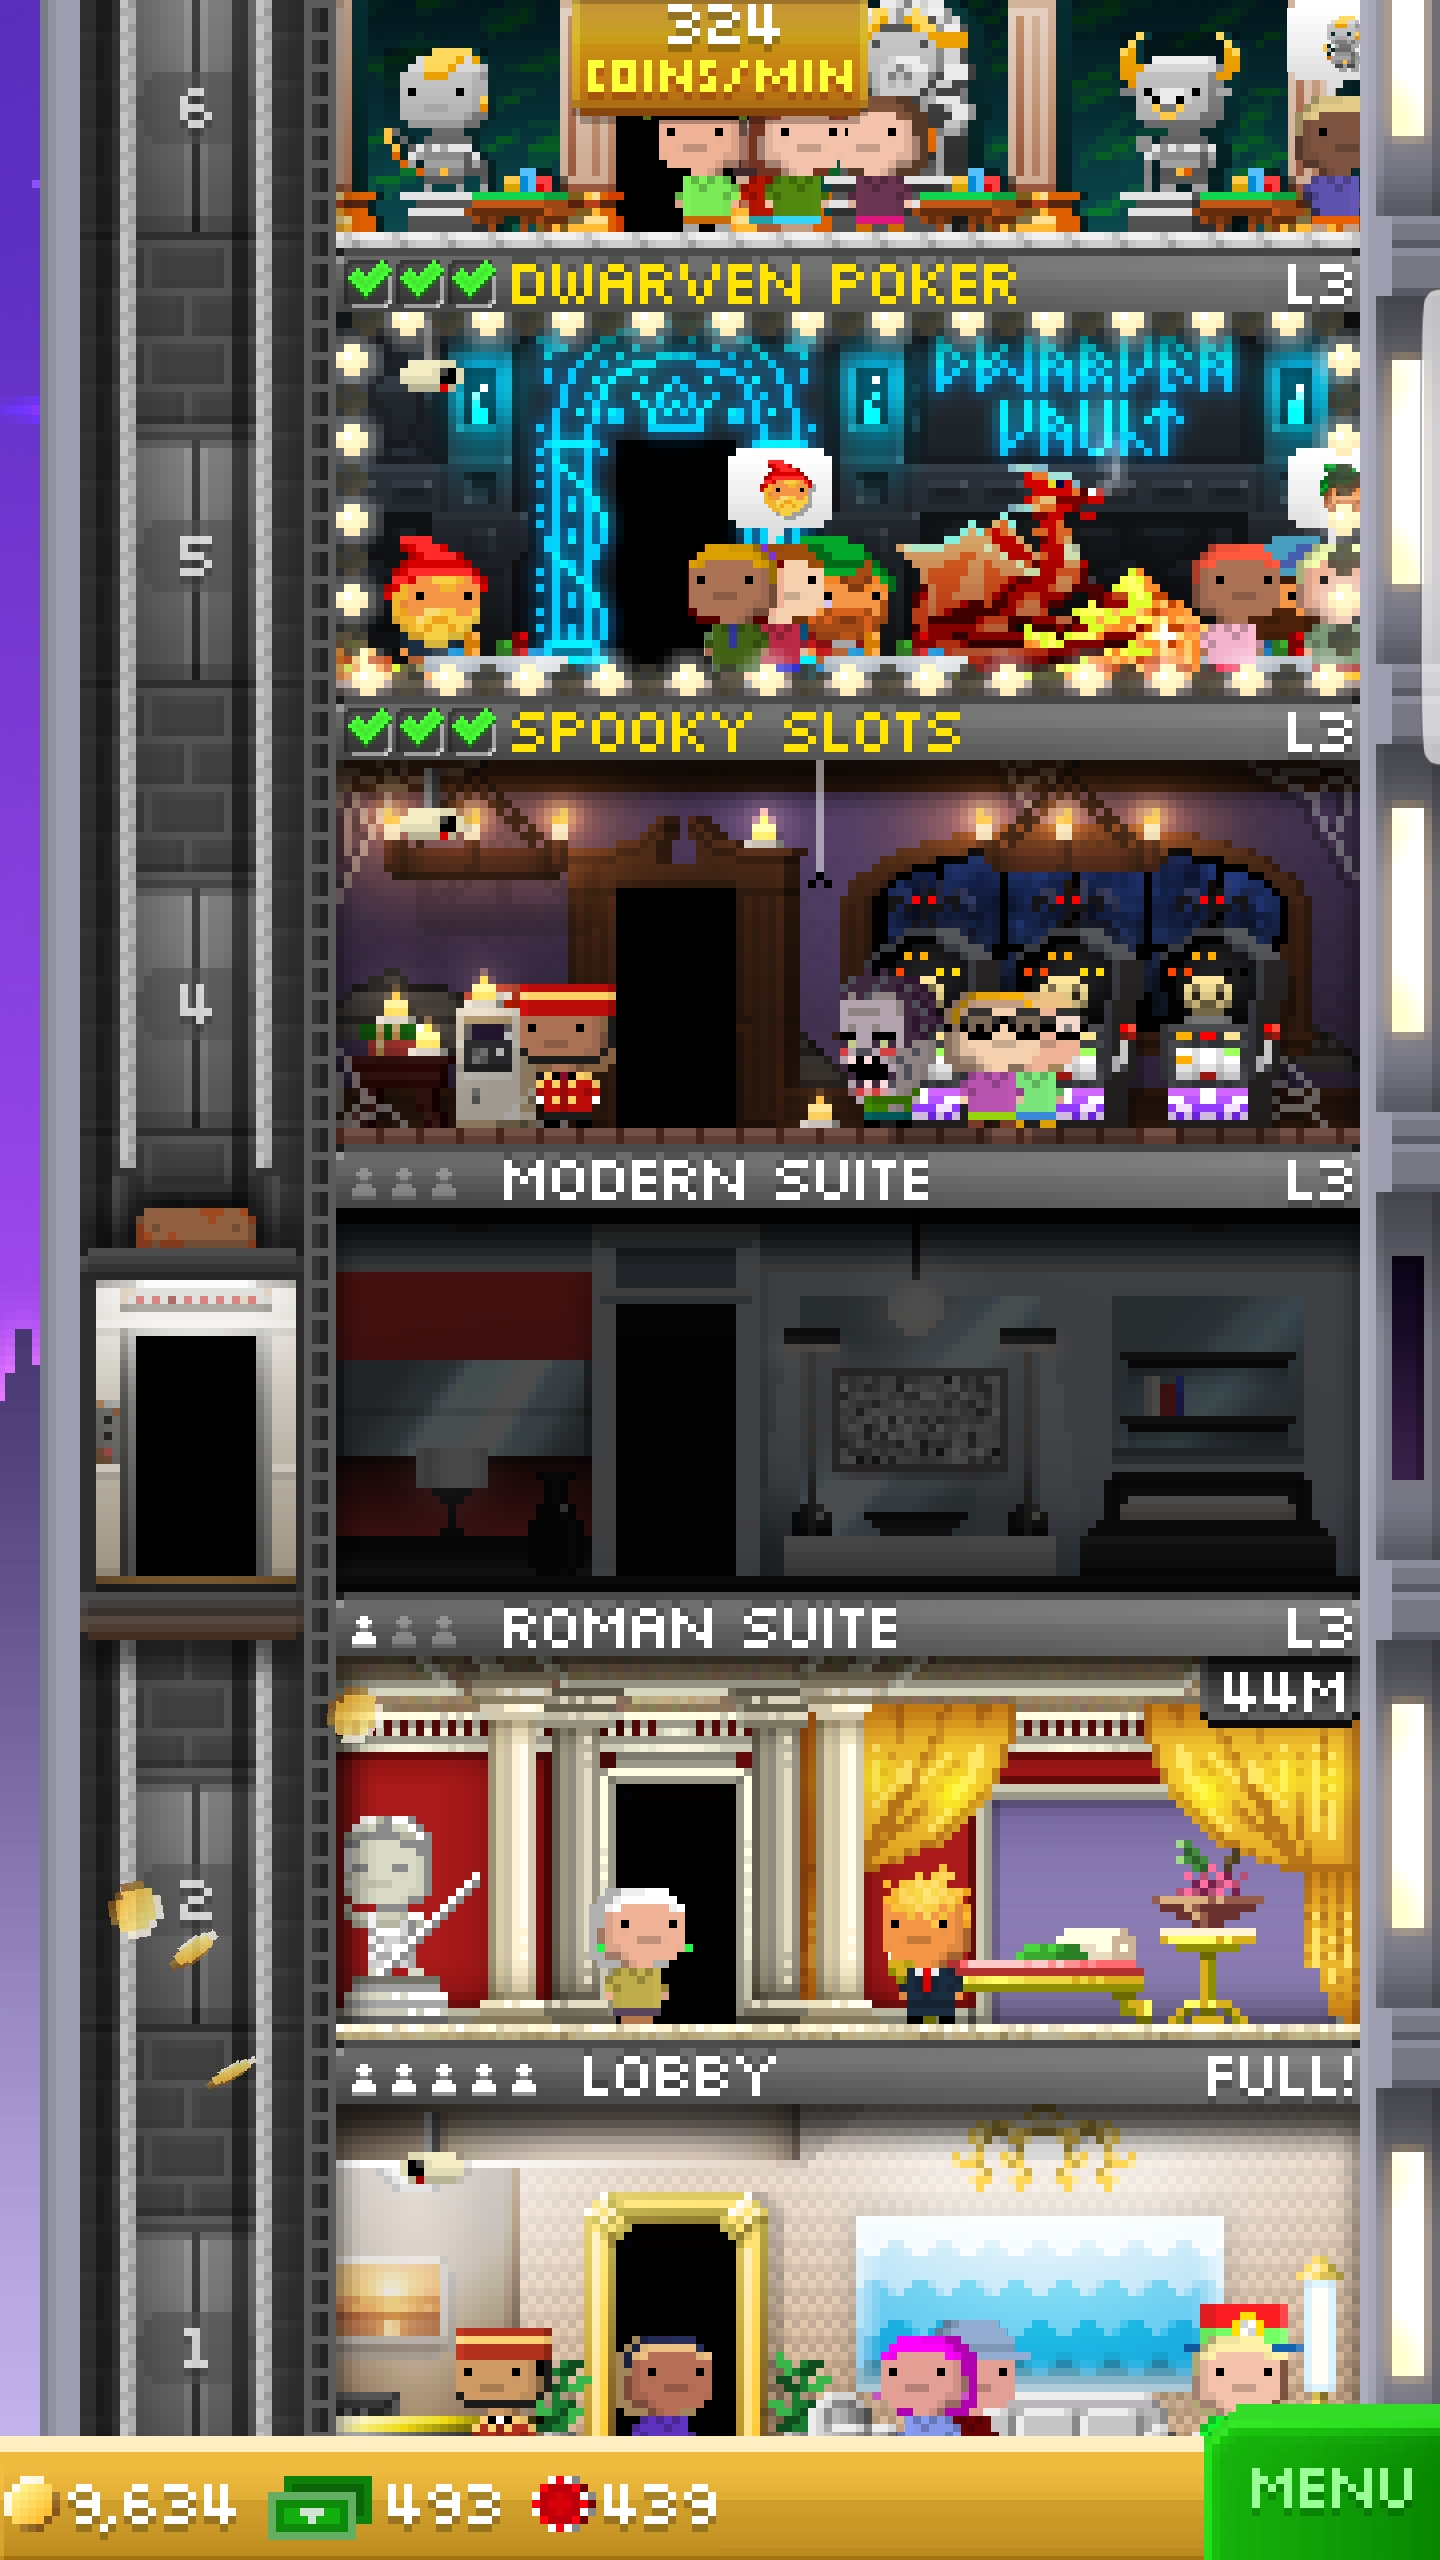 324
COINS/MIN
6
DWARVEN POKER L3
DWARVEN
VAULT
5
SPOOKY SLOTS L3
4
MODERN SUITE L3
ROMAN SUITE L3
44M
2
LOBBY FULL!
1
9,634 493 439
MENU